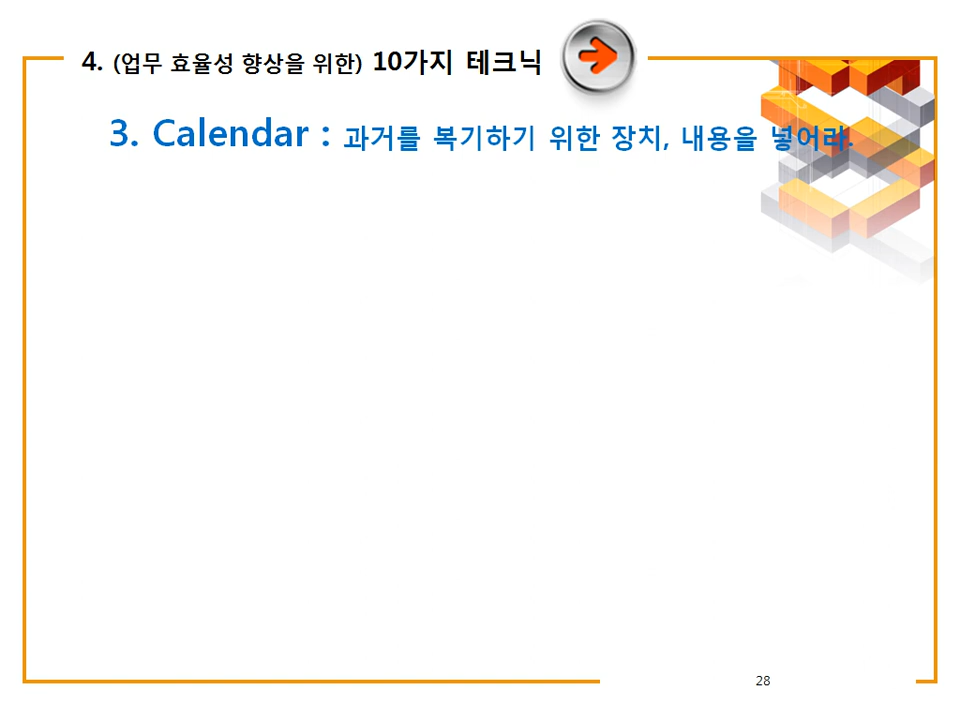 4. (업무 효율성 향상을 위한) 10가지 테크닉
3. Calendar : 과거를 복기하기 위한 장치, 내용을 넣어라.
28